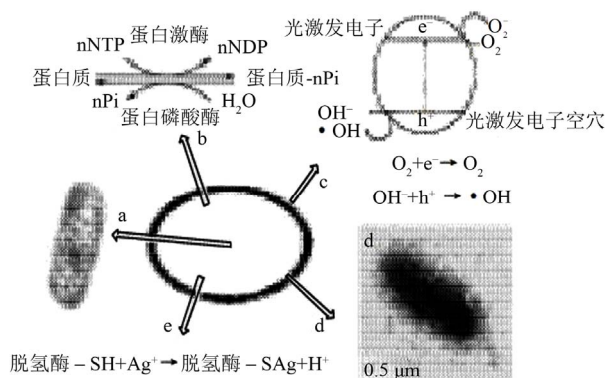 蛋白激酶
nNTP nNDP
蛋白质 蛋白质-nPi
nPi H₂O
蛋白磷酸酶
光激发电子 e⁻ O₂⁻
O₂
OH⁻ h⁺ 光激发电子空穴
• OH
O₂+e⁻→O₂
OH⁻+h⁺→• OH
b
c
a
d
e
d
0.5 μm
脱氢酶 – SH+Ag⁺→脱氢酶 – SAg+H⁺